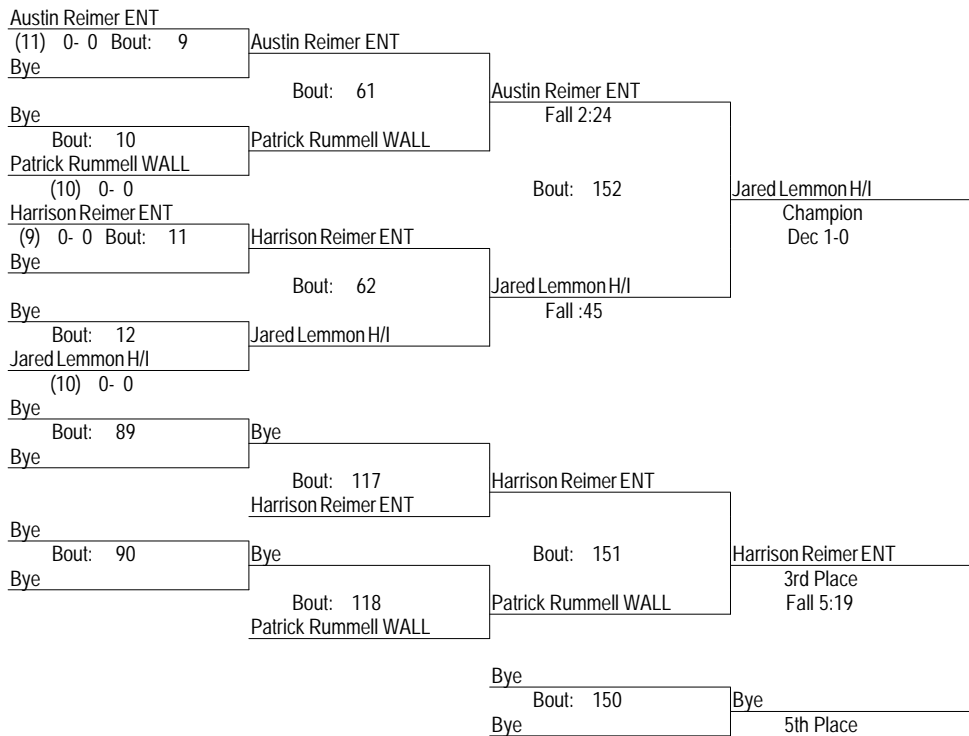 Austin Reimer ENT
(11) 0- 0 Bout: 9 Austin Reimer ENT
Bye
Bout: 61 Austin Reimer ENT
Bye Fall 2:24
Bout: 10 Patrick Rummell WALL
Patrick Rummell WALL
(10) 0- 0 Bout: 152 Jared Lemmon H/I
Harrison Reimer ENT Champion
(9) 0- 0 Bout: 11 Harrison Reimer ENT Dec 1-0
Bye
Bout: 62 Jared Lemmon H/I
Bye Fall :45
Bout: 12 Jared Lemmon H/I
Jared Lemmon H/I
(10) 0- 0
Bye
Bout: 89 Bye
Bye
Bout: 117 Harrison Reimer ENT
Harrison Reimer ENT
Bye
Bout: 90 Bye Bout: 151 Harrison Reimer ENT
Bye 3rd Place
Bout: 118 Patrick Rummell WALL Fall 5:19
Patrick Rummell WALL
Bye
Bout: 150 Bye
Bye 5th Place